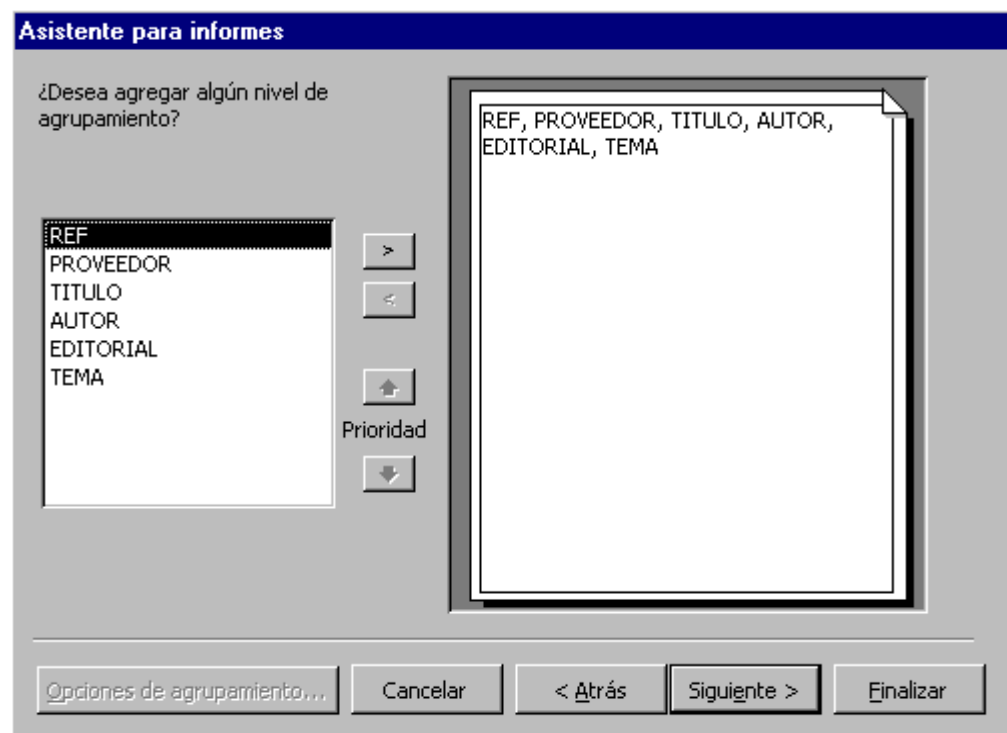 Asistente para informes
¿Desea agregar algún nivel de
agrupamiento?
REF
PROVEEDOR
TITULO
AUTOR
EDITORIAL
TEMA
>
<
Prioridad
REF, PROVEEDOR, TITULO, AUTOR,
EDITORIAL, TEMA
Opciones de agrupamiento...
Cancelar
< Atrás
Siguiente >
Finalizar